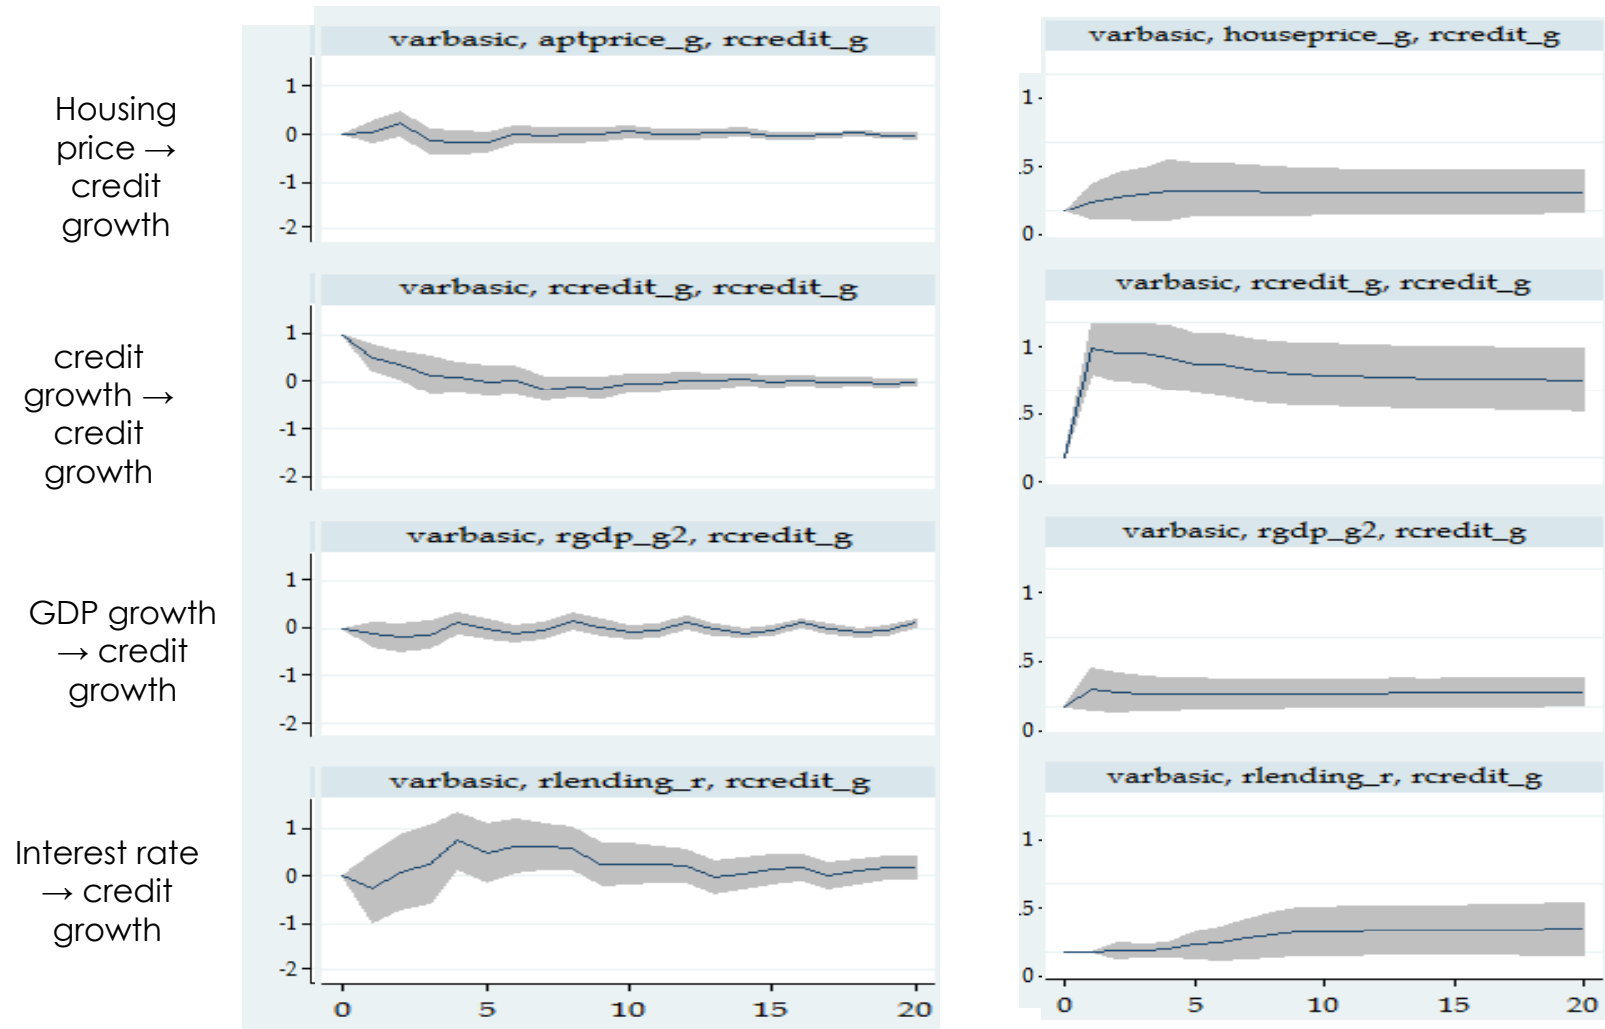 varbasic, aptprice_g, rcredit_g
varbasic, houseprice_g, rcredit_g
Housing
price →
credit
growth
1
0
-1
-2
1
.5
0
varbasic, rcredit_g, rcredit_g
varbasic, rcredit_g, rcredit_g
credit
growth →
credit
growth
1
0
-1
-2
1
.5
0
varbasic, rgdp_g2, rcredit_g
varbasic, rgdp_g2, rcredit_g
GDP growth
→ credit
growth
1
0
-1
-2
1
.5
0
varbasic, rlending_r, rcredit_g
varbasic, rlending_r, rcredit_g
Interest rate
→ credit
growth
1
0
-1
-2
1
.5
0
0 5 10 15 20
0 5 10 15 20